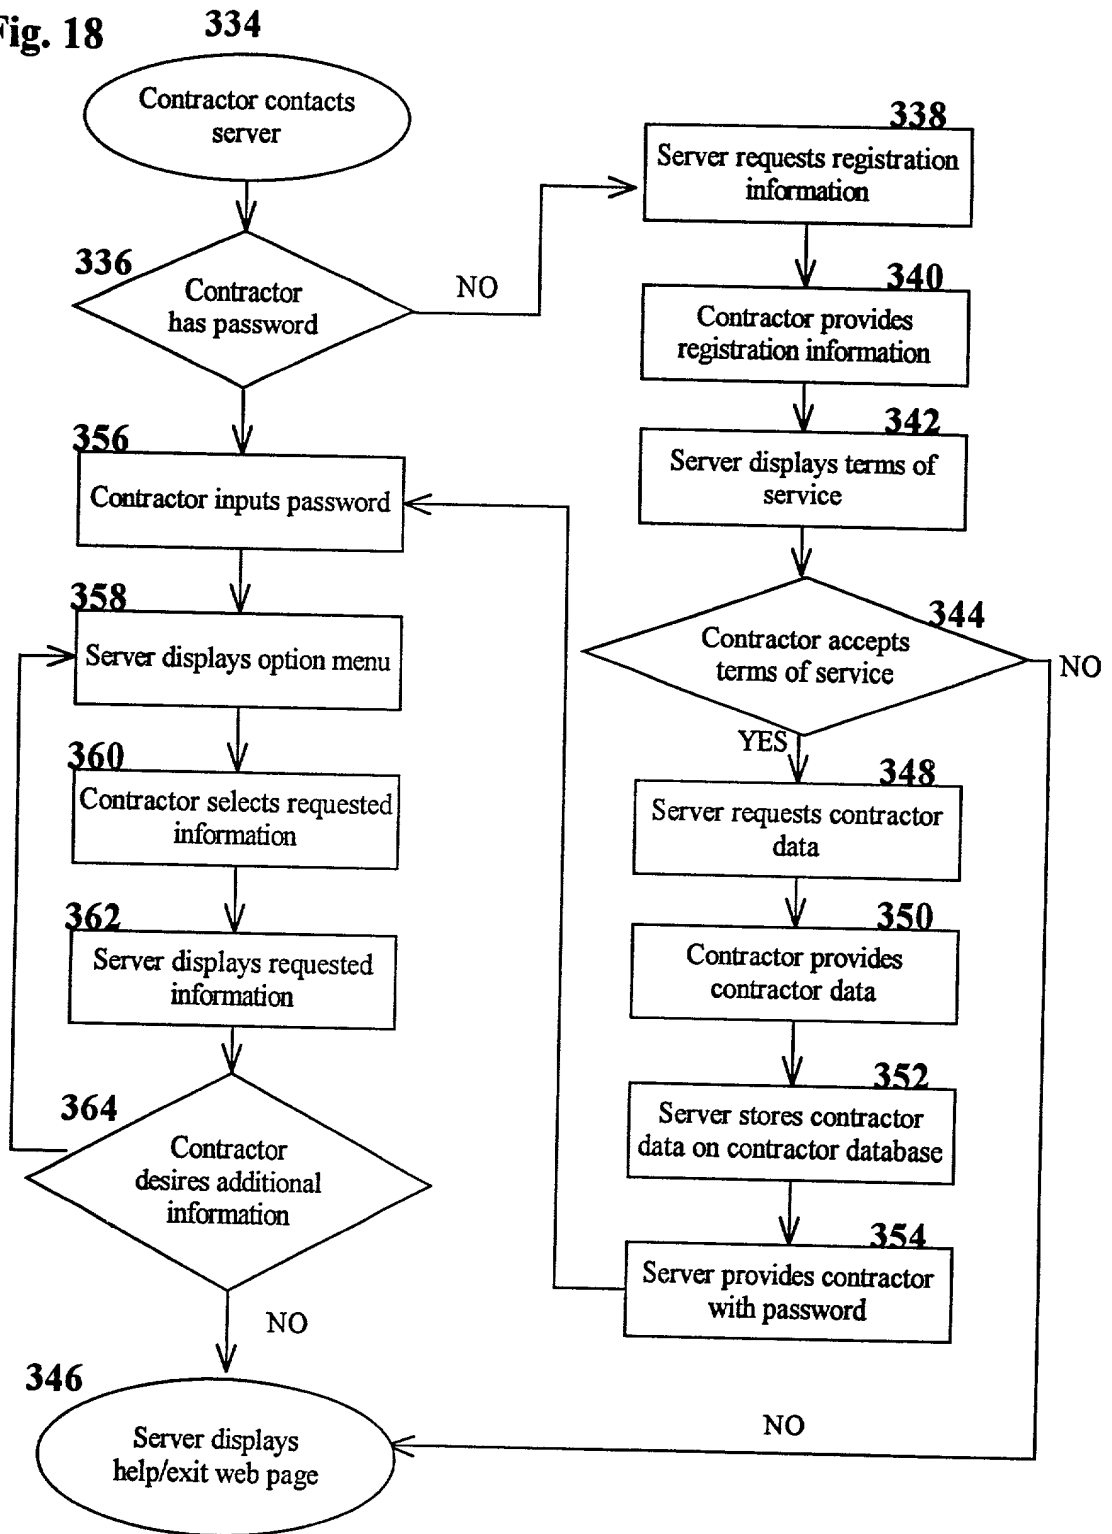 Fig. 18
334
Contractor contacts
server
336
Contractor
has password
NO
338
Server requests registration
information
340
Contractor provides
registration information
342
Server displays terms of
service
344
Contractor accepts
terms of service
NO
YES
348
Server requests contractor
data
350
Contractor provides
contractor data
352
Server stores contractor
data on contractor database
354
Server provides contractor
with password
356
Contractor inputs password
358
Server displays option menu
360
Contractor selects requested
information
362
Server displays requested
information
364
Contractor
desires additional
information
NO
346
Server displays
help/exit web page
NO